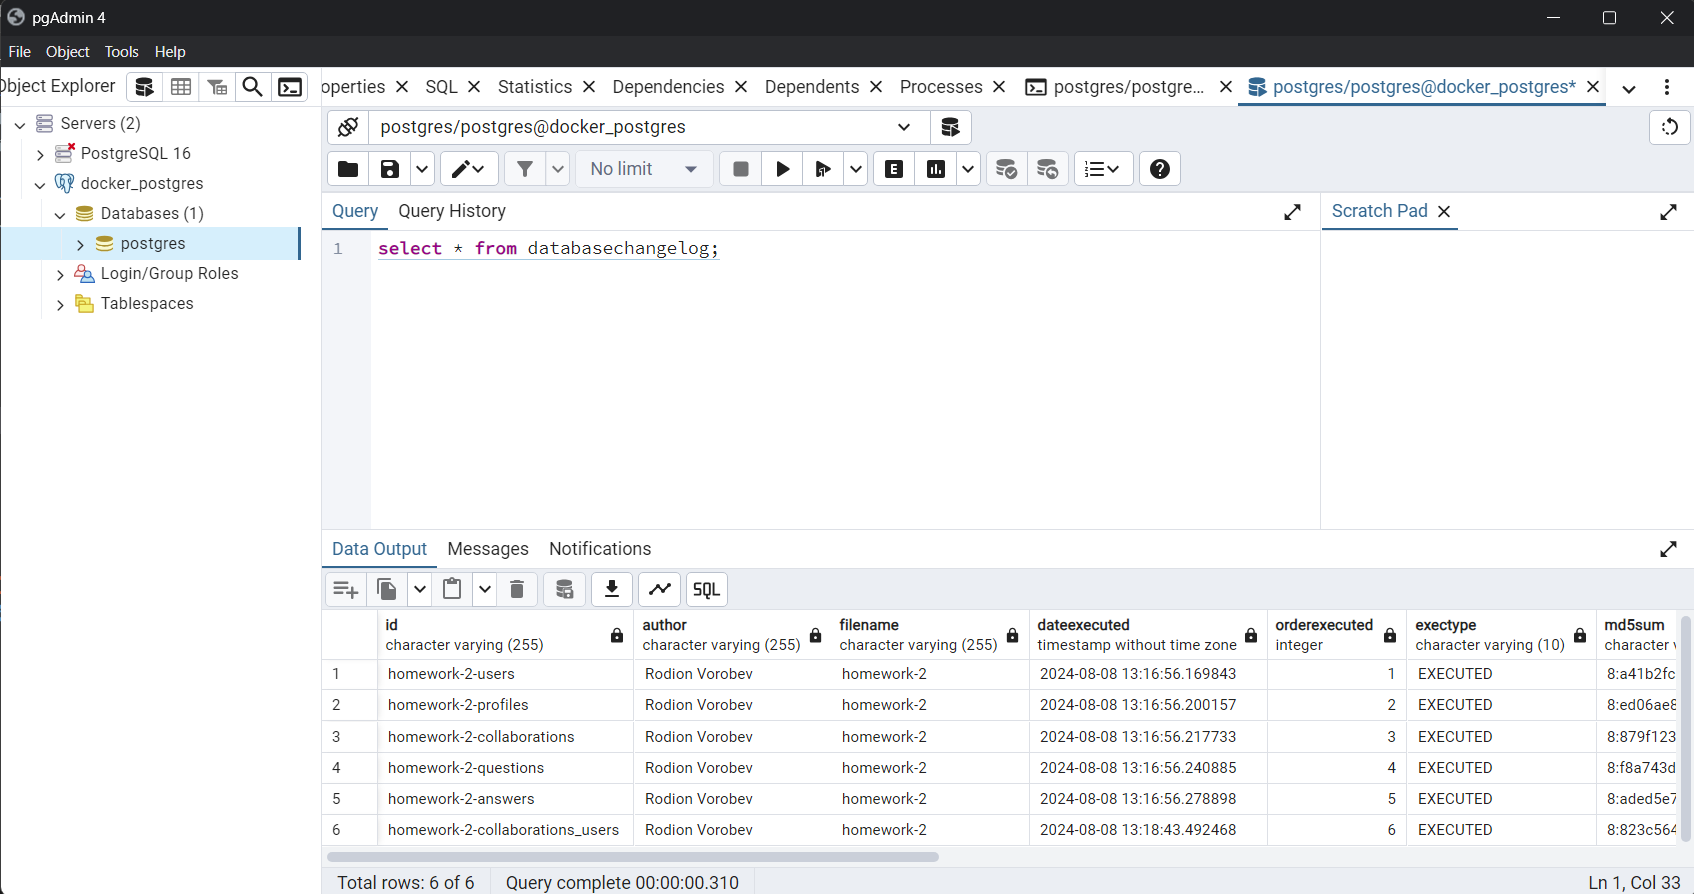 pgAdmin 4
File Object Tools Help
Object Explorer
operties SQL Statistics Dependencies Dependents Processes postgres/postgre... postgres/postgres@docker_postgres*
Servers (2)
PostgreSQL 16
docker_postgres
Databases (1)
postgres
Login/Group Roles
Tablespaces
postgres/postgres@docker_postgres
No limit E
Query Query History
Scratch Pad
1 select * from databasechangelog;
Data Output Messages Notifications
SQL
id author filename dateexecuted orderexecuted exectype md5sum
character varying (255) character varying (255) character varying (255) timestamp without time zone integer character varying (10) character v
1 homework-2-users Rodion Vorobev homework-2 2024-08-08 13:16:56.169843 1 EXECUTED 8:a41b2fc
2 homework-2-profiles Rodion Vorobev homework-2 2024-08-08 13:16:56.200157 2 EXECUTED 8:ed06ae8
3 homework-2-collaborations Rodion Vorobev homework-2 2024-08-08 13:16:56.217733 3 EXECUTED 8:879f123
4 homework-2-questions Rodion Vorobev homework-2 2024-08-08 13:16:56.240885 4 EXECUTED 8:f8a743d
5 homework-2-answers Rodion Vorobev homework-2 2024-08-08 13:16:56.278898 5 EXECUTED 8:aded5e7
6 homework-2-collaborations_users Rodion Vorobev homework-2 2024-08-08 13:18:43.492468 6 EXECUTED 8:823c564
Total rows: 6 of 6 Query complete 00:00:00.310 Ln 1, Col 33